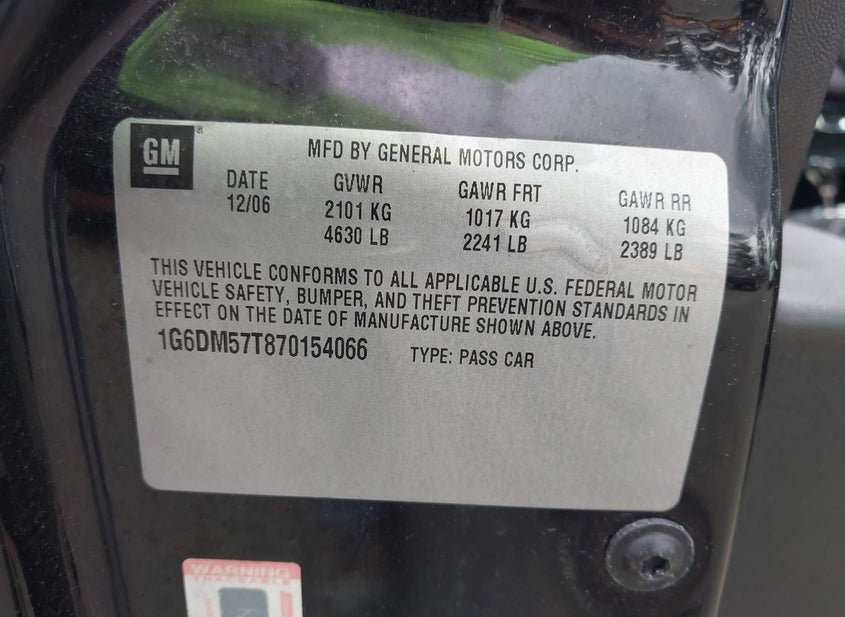 GM
MFD BY GENERAL MOTORS CORP.
DATE GVWR GAWR FRT GAWR RR
12/06 2101 KG 1017 KG 1084 KG
4630 LB 2241 LB 2389 LB
THIS VEHICLE CONFORMS TO ALL APPLICABLE U.S. FEDERAL MOTOR
VEHICLE SAFETY, BUMPER, AND THEFT PREVENTION STANDARDS IN
EFFECT ON THE DATE OF MANUFACTURE SHOWN ABOVE.
1G6DM57T870154066 TYPE: PASS CAR
WARNING